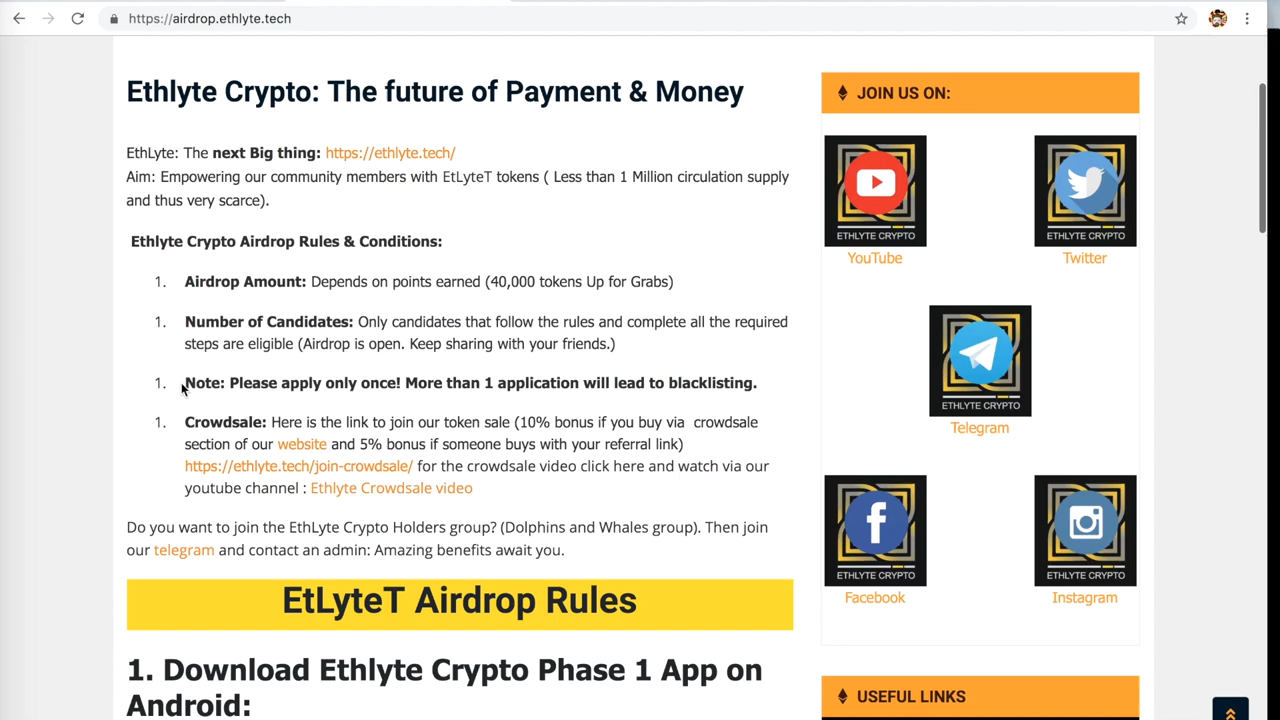 https://airdrop.ethlyte.tech
Ethlyte Crypto: The future of Payment & Money
EthLyte: The next Big thing: https://ethlyte.tech/
Aim: Empowering our community members with EtLyteT tokens ( Less than 1 Million circulation supply
and thus very scarce).
Ethlyte Crypto Airdrop Rules & Conditions:
1. Airdrop Amount: Depends on points earned (40,000 tokens Up for Grabs)
1. Number of Candidates: Only candidates that follow the rules and complete all the required
steps are eligible (Airdrop is open. Keep sharing with your friends.)
1. Note: Please apply only once! More than 1 application will lead to blacklisting.
1. Crowdsale: Here is the link to join our token sale (10% bonus if you buy via crowdsale
section of our website and 5% bonus if someone buys with your referral link)
https://ethlyte.tech/join-crowdsale/ for the crowdsale video click here and watch via our
youtube channel : Ethlyte Crowdsale video
Do you want to join the EthLyte Crypto Holders group? (Dolphins and Whales group). Then join
our telegram and contact an admin: Amazing benefits await you.
EtLyteT Airdrop Rules
1. Download Ethlyte Crypto Phase 1 App on
Android:
JOIN US ON:
ETHLYTE CRYPTO
YouTube
ETHLYTE CRYPTO
Twitter
ETHLYTE CRYPTO
Telegram
ETHLYTE CRYPTO
Facebook
ETHLYTE CRYPTO
Instagram
USEFUL LINKS